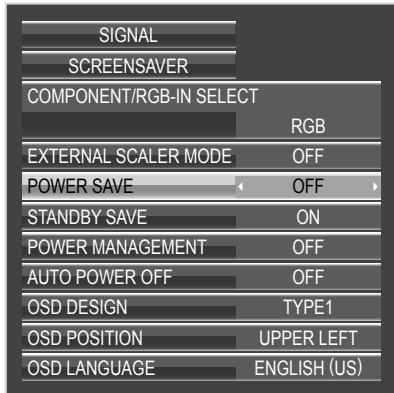 SIGNAL
SCREENSAVER
COMPONENT/RGB-IN SELECT
RGB
EXTERNAL SCALER MODE OFF
POWER SAVE OFF
STANDBY SAVE ON
POWER MANAGEMENT OFF
AUTO POWER OFF OFF
OSD DESIGN TYPE1
OSD POSITION UPPER LEFT
OSD LANGUAGE ENGLISH (US)